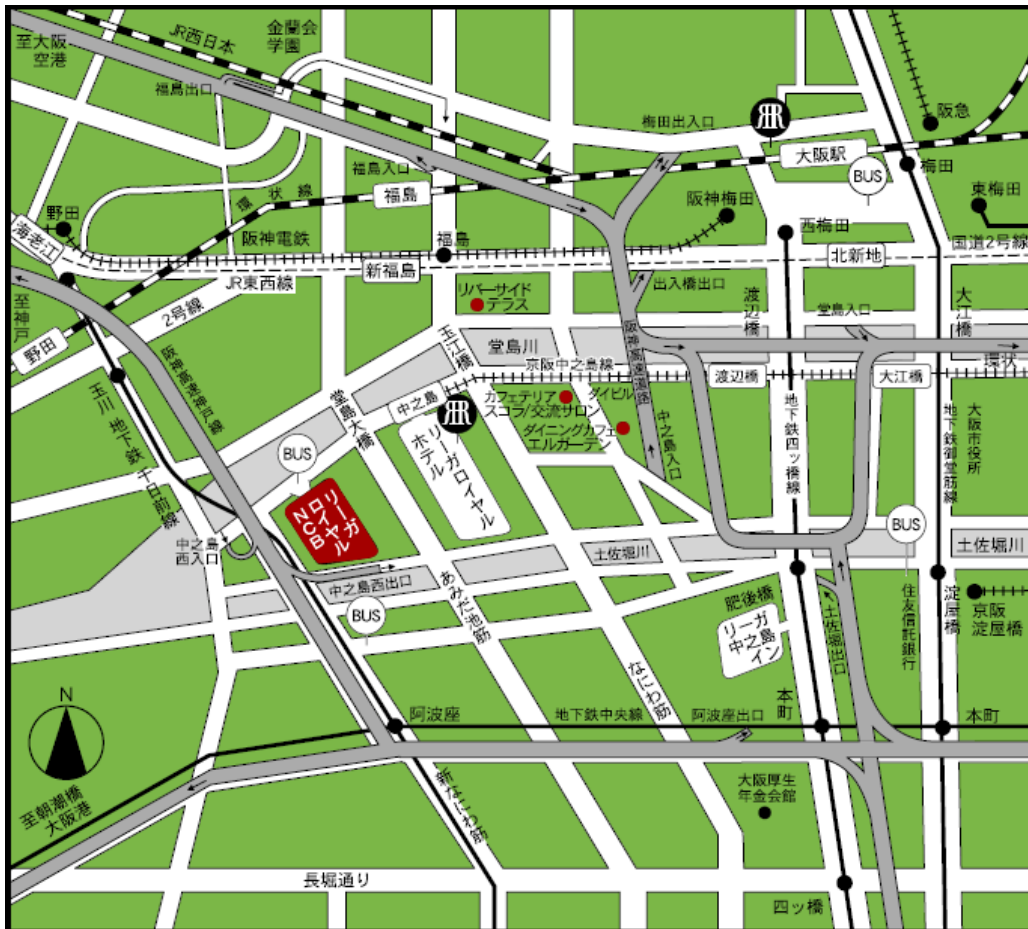 至大阪
空港
JR西日本
金蘭会
学園
福島出口
梅田出入口
阪急
大阪駅
梅田
BUS
福島入口
環状線
福島
阪神梅田
東梅田
野田
海老江
阪神電鉄
福島
西梅田
国道2号線
新福島
北新地
JR東西線
出入橋出口
至神戸
2号線
リバーサイド
テラス
渡辺橋
堂島入口
大江橋
野田
玉江橋
堂島川
阪神高速道路
京阪中之島線
渡辺橋
大江橋
環状
阪神高速神戸線
堂島大橋
中之島
カフェテリア
スコラ/交流サロン
ダイビル
ダイニングカフェ
エルガーデン
中之島入口
地下鉄四ッ橋線
地下鉄御堂筋線
大阪市役所
玉川
地下鉄
千日前線
BUS
リーガロイヤル
ホテル
リーガ
ロイヤル
NCB
BUS
中之島
西入口
中之島西出口
土佐堀川
土佐堀川
BUS
あみだ池筋
肥後橋
リーガ
中之島
イン
土佐堀出口
住友信託銀行
淀屋橋
京阪
淀屋橋
なにわ筋
N
阿波座
地下鉄中央線
阿波座出口
本町
本町
至朝潮橋
大阪港
新なにわ筋
大阪厚生
年金会館
長堀通り
四ッ橋